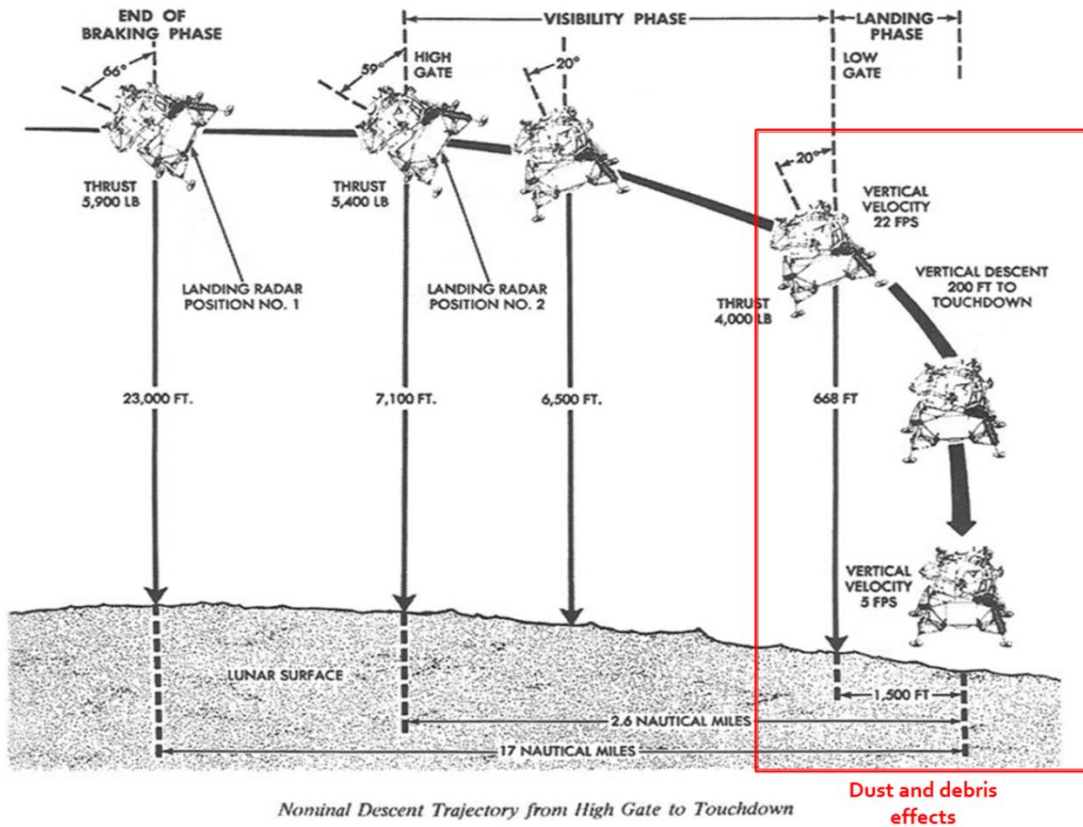 END OF
BRAKING PHASE
VISIBILITY PHASE
LANDING
PHASE
66°
59°
HIGH
GATE
20°
LOW
GATE
20°
THRUST
5,900 LB
THRUST
5,400 LB
VERTICAL
VELOCITY
22 FPS
LANDING RADAR
POSITION NO. 1
LANDING RADAR
POSITION NO. 2
THRUST
4,000 LB
VERTICAL DESCENT
200 FT TO
TOUCHDOWN
23,000 FT.
7,100 FT.
6,500 FT.
668 FT
VERTICAL
VELOCITY
5 FPS
LUNAR SURFACE
1,500 FT
2.6 NAUTICAL MILES
17 NAUTICAL MILES
Nominal Descent Trajectory from High Gate to Touchdown
Dust and debris
effects